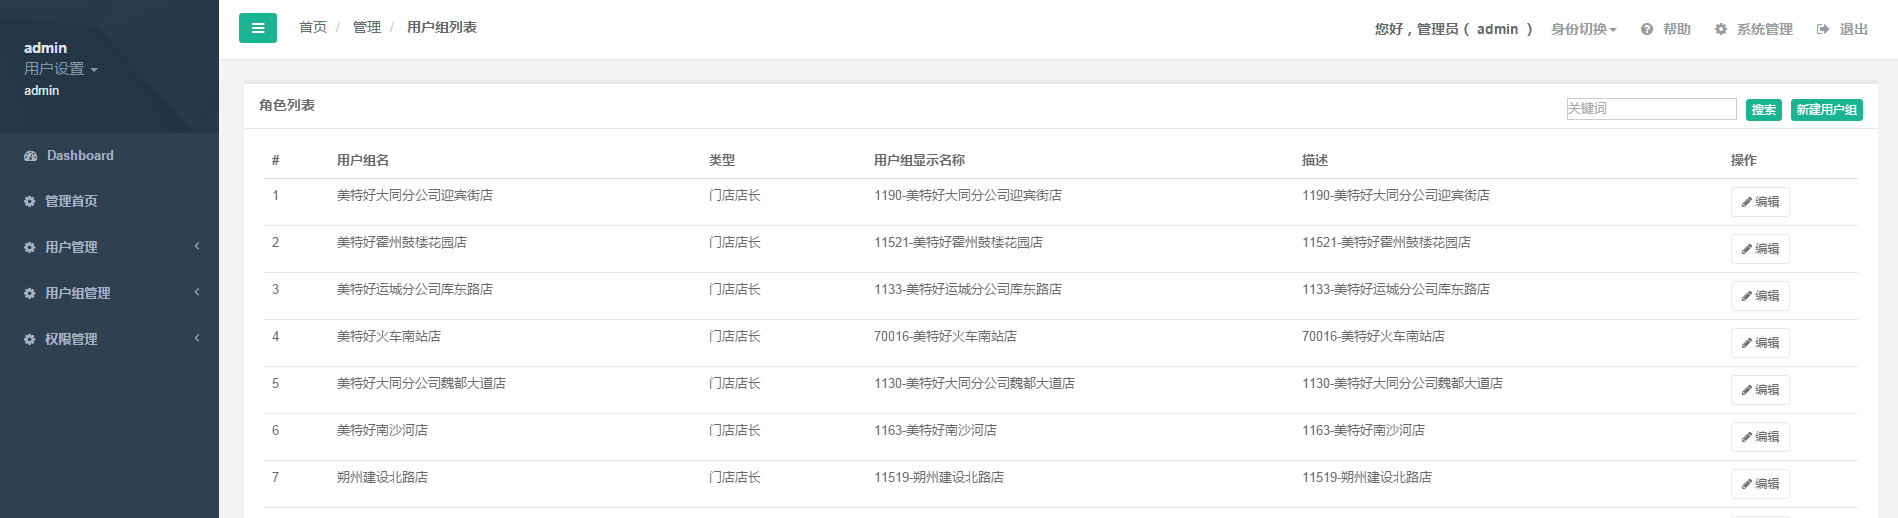 admin
用户设置
admin
Dashboard
管理首页
用户管理
用户组管理
权限管理
首页 / 管理 / 用户组列表
您好，管理员（ admin ） 身份切换 帮助 系统管理 退出
角色列表
关键词 搜索 新建用户组
# 用户组名 类型 用户组显示名称 描述 操作
1 美特好大同分公司迎宾街店 门店店长 1190-美特好大同分公司迎宾街店 1190-美特好大同分公司迎宾街店 编辑
2 美特好霍州鼓楼花园店 门店店长 11521-美特好霍州鼓楼花园店 11521-美特好霍州鼓楼花园店 编辑
3 美特好运城分公司库东路店 门店店长 1133-美特好运城分公司库东路店 1133-美特好运城分公司库东路店 编辑
4 美特好火车南站店 门店店长 70016-美特好火车南站店 70016-美特好火车南站店 编辑
5 美特好大同分公司魏都大道店 门店店长 1130-美特好大同分公司魏都大道店 1130-美特好大同分公司魏都大道店 编辑
6 美特好南沙河店 门店店长 1163-美特好南沙河店 1163-美特好南沙河店 编辑
7 朔州建设北路店 门店店长 11519-朔州建设北路店 11519-朔州建设北路店 编辑